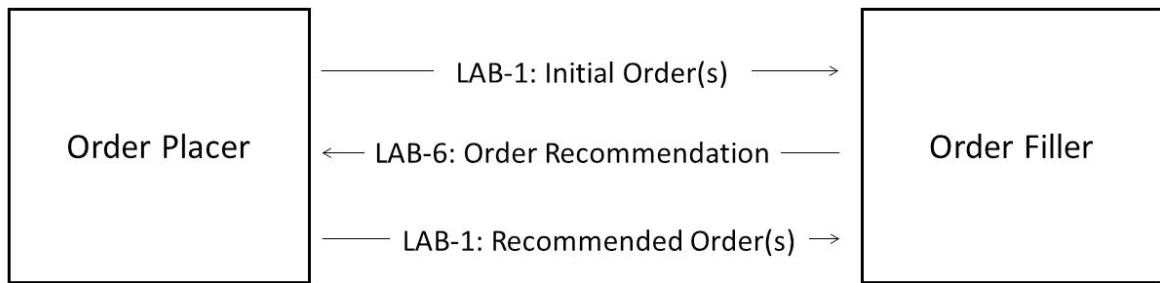 LAB-1: Initial Order(s)
Order Placer
LAB-6: Order Recommendation
Order Filler
LAB-1: Recommended Order(s)